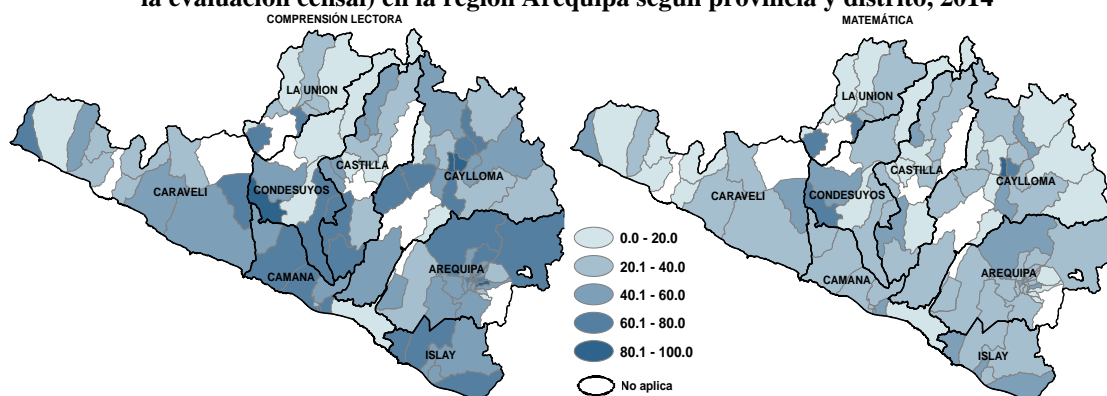 la evaluación censal) en la región Arequipa según provincia y distrito, 2014
COMPRENSIÓN LECTORA
MATEMÁTICA
LA UNION
CASTILLA
CAYLLOMA
CARAVELI
CONDESUYOS
CAMANA
AREQUIPA
ISLAY
0.0 - 20.0
20.1 - 40.0
40.1 - 60.0
60.1 - 80.0
80.1 - 100.0
No aplica
LA UNION
CASTILLA
CAYLLOMA
CARAVELI
CONDESUYOS
CAMANA
AREQUIPA
ISLAY